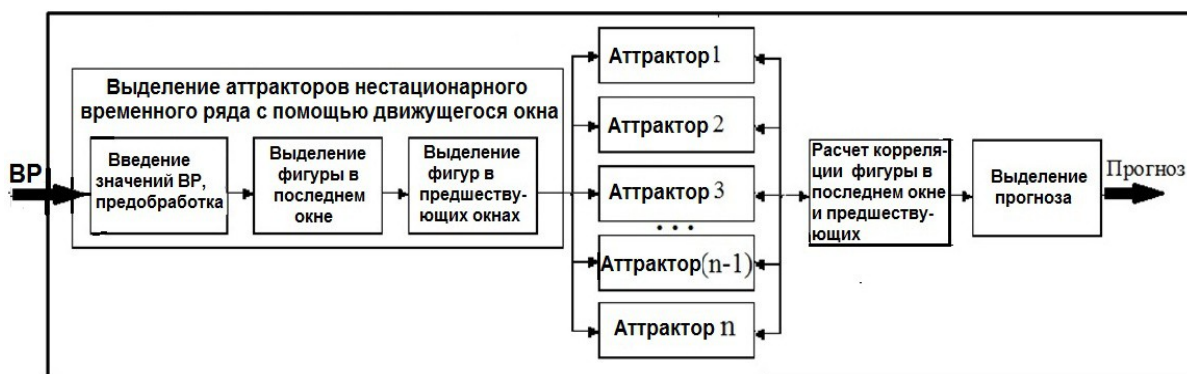 ВР
Выделение аттракторов нестационарного
временного ряда с помощью движущегося окна
Введение
значений ВР,
предобработка
Выделение
фигуры в
последнем
окне
Выделение
фигур в
предшеству-
ющих окнах
Аттрактор 1
Аттрактор 2
Аттрактор 3
...
Аттрактор(n-1)
Аттрактор n
Расчет корреля-
ции фигуры в
последнем окне
и предшеству-
ющих
Выделение
прогноза
Прогноз